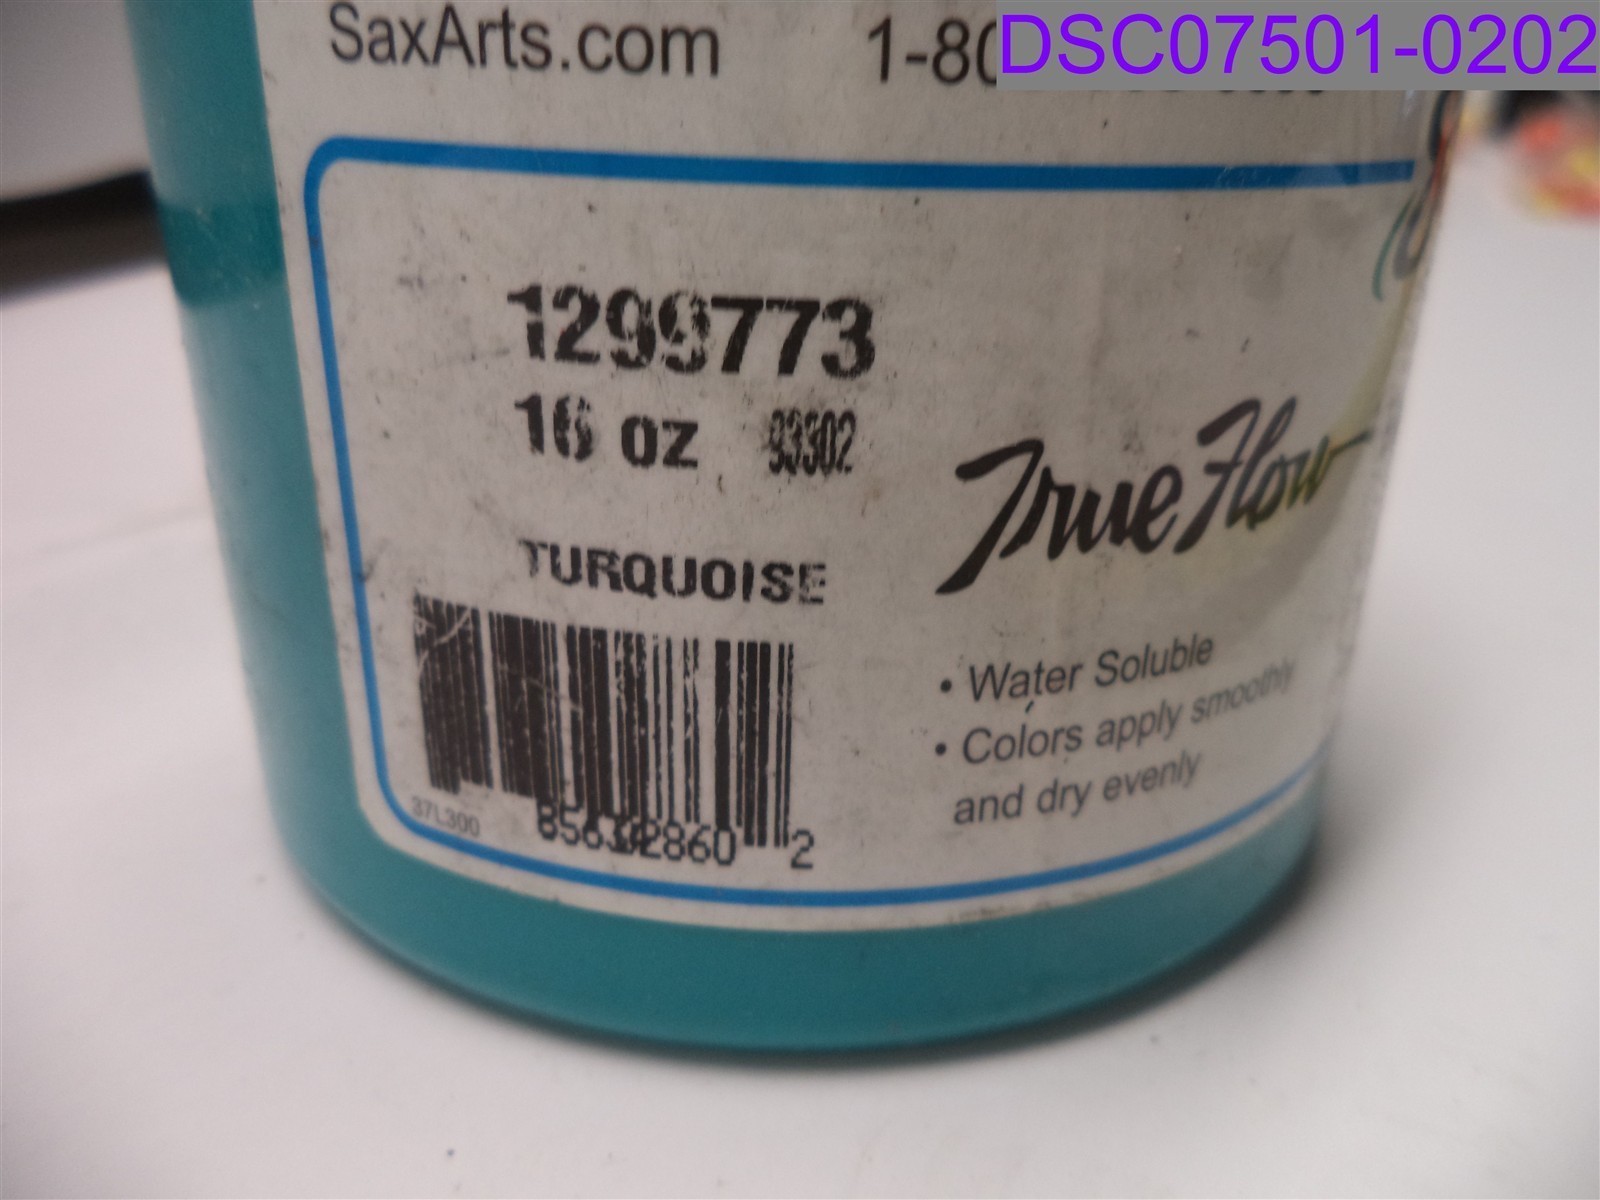 SaxArts.com 1-80
DSC07501-0202
1299773
16 oz 93302
TURQUOISE
True Flow
• Water Soluble
• Colors apply smoothly
and dry evenly
37L300
2